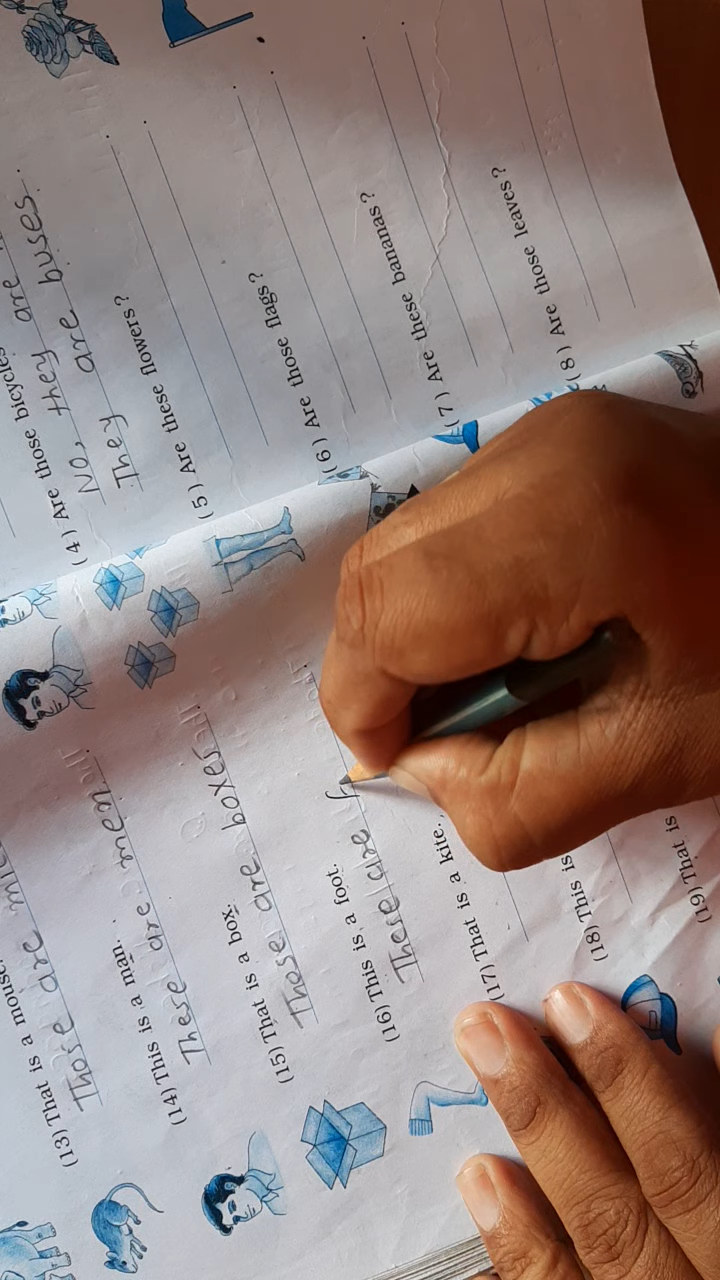 (13) That is a mouse.
Those are
(14) This is a man.
These are men
(15) That is a box.
Those are boxes
(16) This is a foot.
There are f
(17) That is a kite.
(18) This is
(19) That is
(4) Are those bicycles
No, they are
They are buses.
(5) Are these flowers?
(6) Are those flags?
(7) Are these bananas?
(8) Are those leaves?